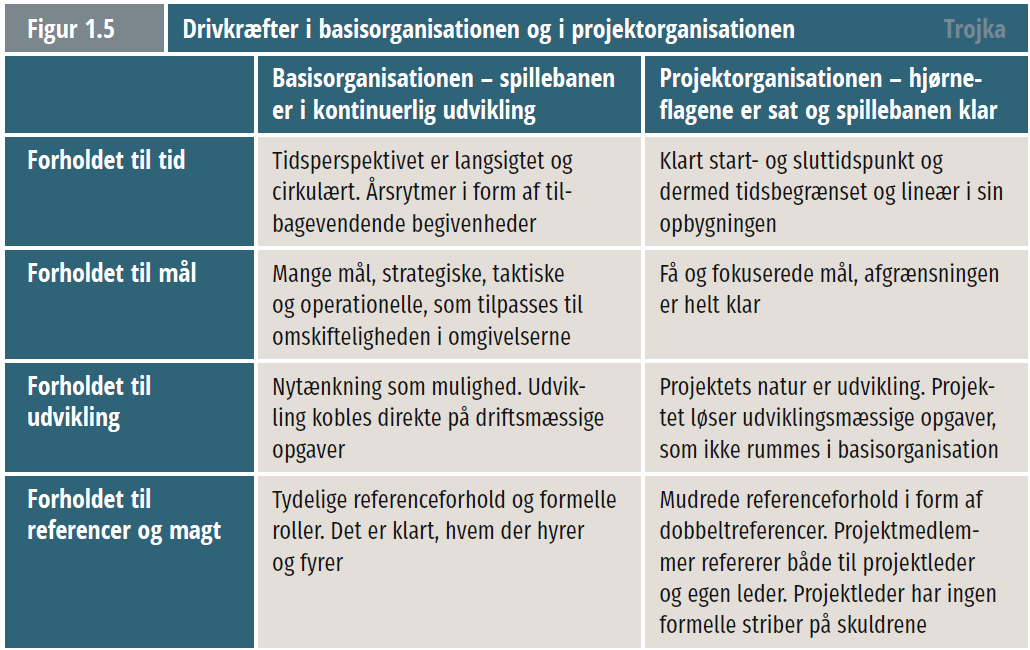 Figur 1.5
Drivkræfter i basisorganisationen og i projektorganisationen
Trojka
Basisorganisationen – spillebanen
er i kontinuerlig udvikling
Projektorganisationen – hjørne-
flagene er sat og spillebanen klar
Forholdet til tid
Tidsperspektivet er langsigtet og
cirkulært. Årsrytmer i form af til-
bagevendende begivenheder
Klart start- og sluttidspunkt og
dermed tidsbegrænset og lineær i sin
opbygningen
Forholdet til mål
Mange mål, strategiske, taktiske
og operationelle, som tilpasses til
omskifteligheden i omgivelserne
Få og fokuserede mål, afgrænsningen
er helt klar
Forholdet til
udvikling
Nytænkning som mulighed. Udvik-
ling kobles direkte på driftsmæssige
opgaver
Projektets natur er udvikling. Projek-
tet løser udviklingsmæssige opgaver,
som ikke rummes i basisorganisation
Forholdet til
referencer og magt
Tydelige referenceforhold og formelle
roller. Det er klart, hvem der hyrer
og fyrer
Mudrede referenceforhold i form af
dobbeltreferencer. Projektmedlem-
mer refererer både til projektleder
og egen leder. Projektleder har ingen
formelle striber på skuldrene